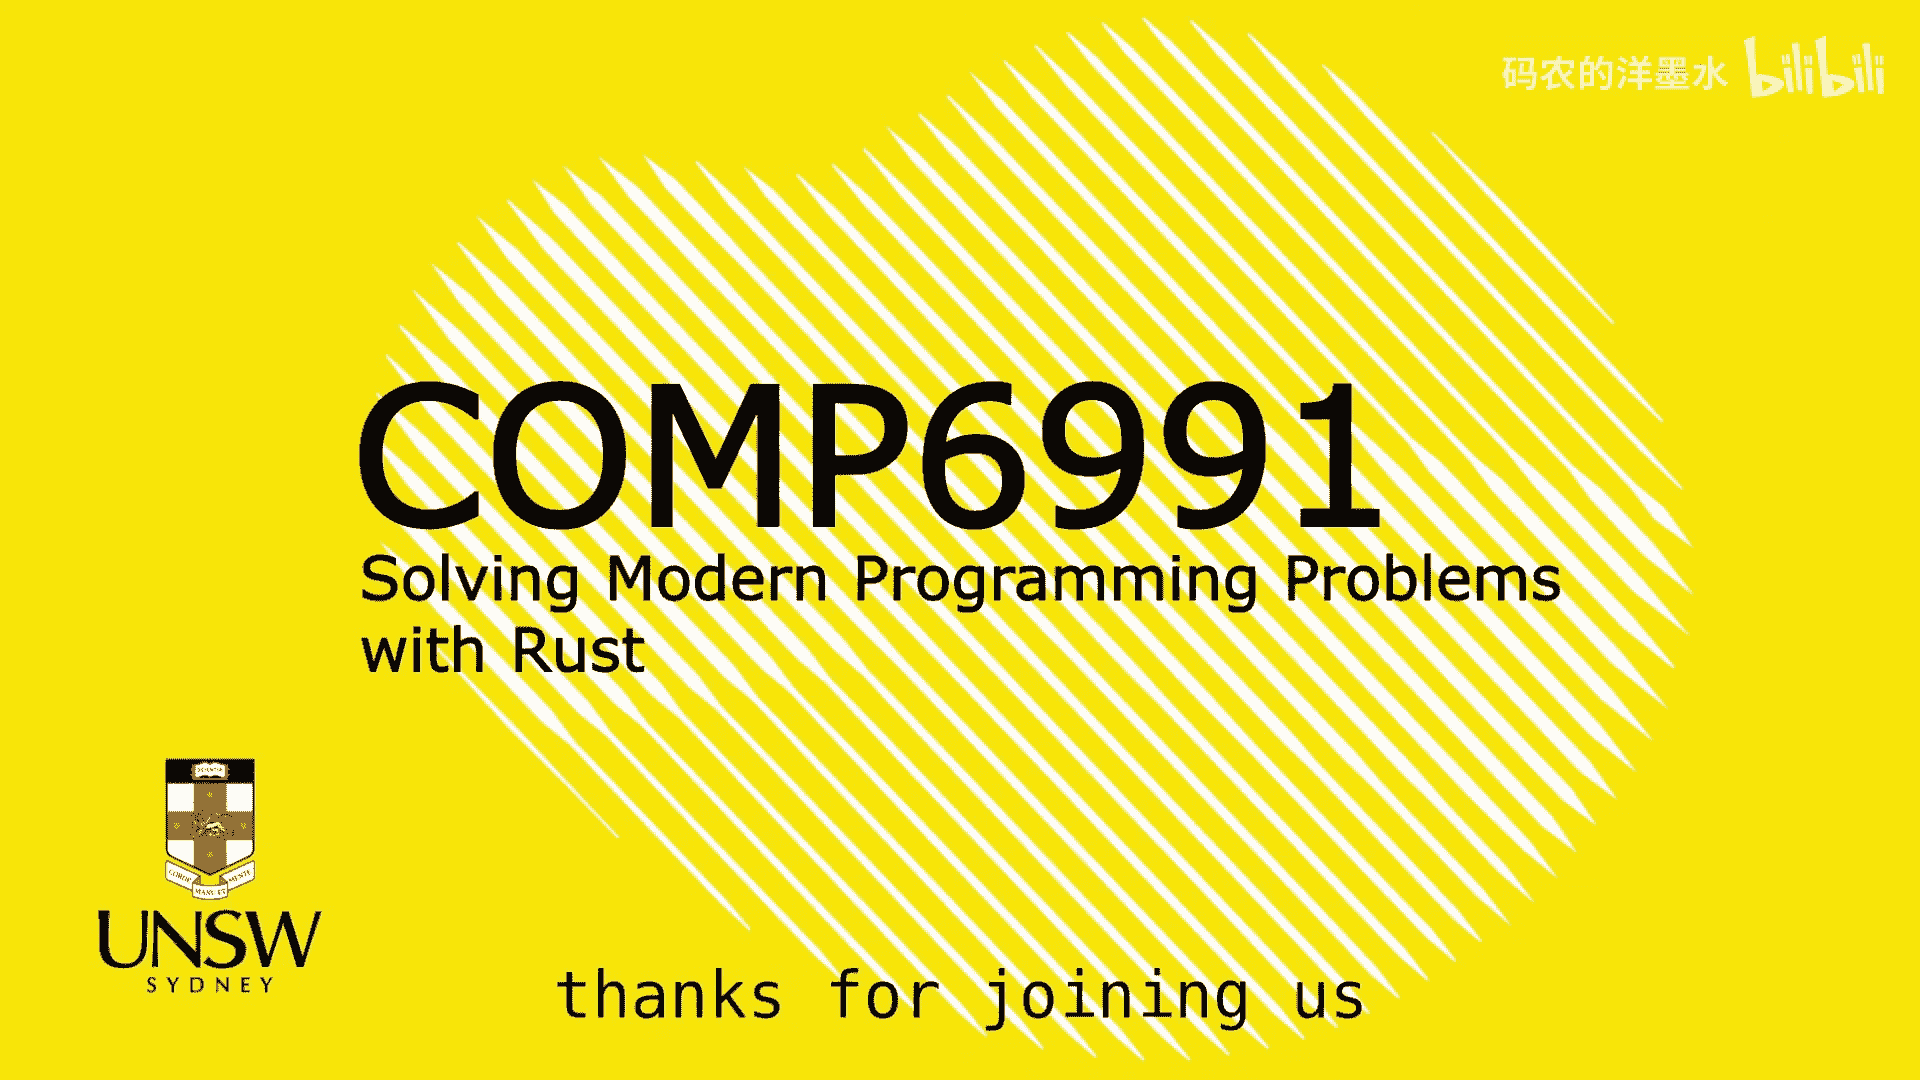 码农的洋墨水 bilibili
COMP6991
Solving Modern Programming Problems
with Rust
UNSW
SYDNEY
thanks for joining us